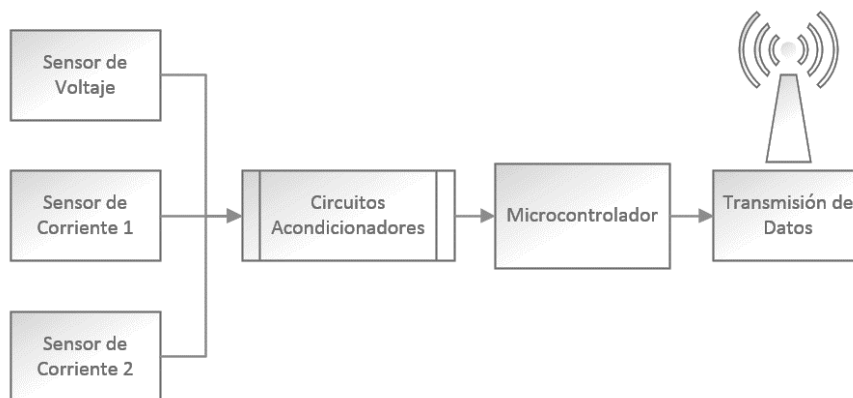 Sensor de
Voltaje
Sensor de
Corriente 1
Sensor de
Corriente 2
Circuitos
Acondicionadores
Microcontrolador
Transmisión de
Datos